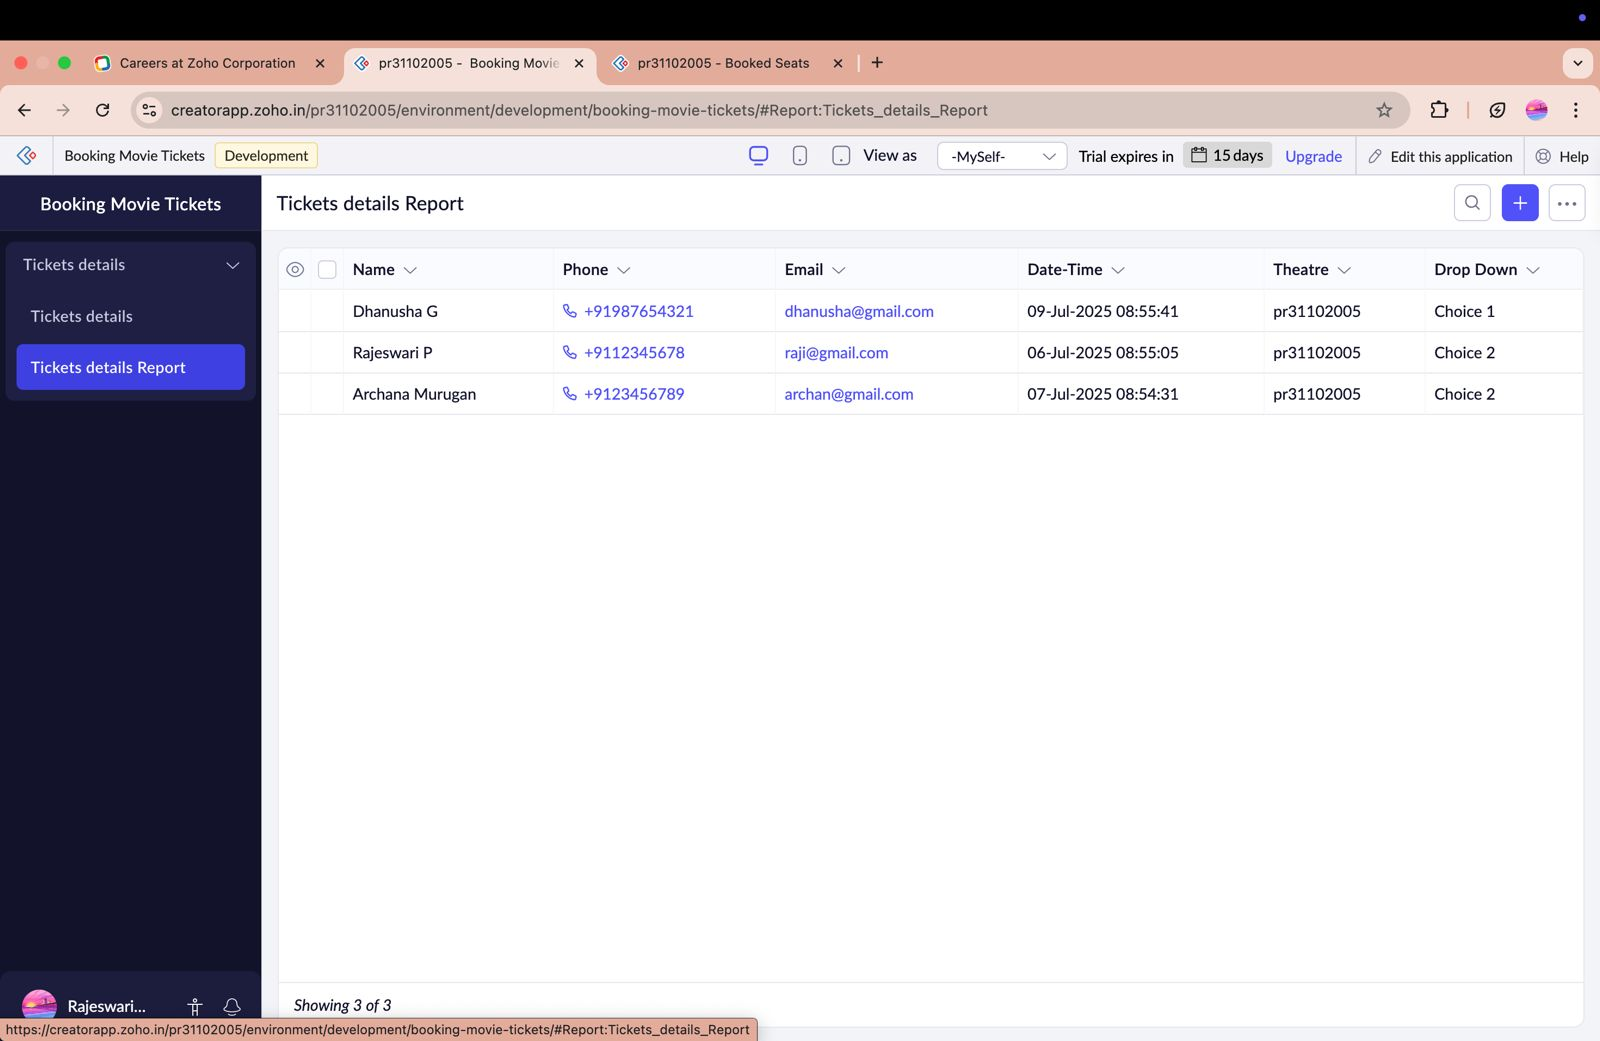 Careers at Zoho Corporation
pr31102005 - Booking Movie
pr31102005 - Booked Seats
creatorapp.zoho.in/pr31102005/environment/development/booking-movie-tickets/#Report:Tickets_details_Report
Booking Movie Tickets Development View as -MySelf- Trial expires in 15 days Upgrade Edit this application Help
Booking Movie Tickets
Tickets details
Tickets details
Tickets details Report
Tickets details Report
Name Phone Email Date-Time Theatre Drop Down
Dhanusha G +91987654321 dhanusha@gmail.com 09-Jul-2025 08:55:41 pr31102005 Choice 1
Rajeswari P +9112345678 raji@gmail.com 06-Jul-2025 08:55:05 pr31102005 Choice 2
Archana Murugan +9123456789 archan@gmail.com 07-Jul-2025 08:54:31 pr31102005 Choice 2
Showing 3 of 3
Rajeswari...
https://creatorapp.zoho.in/pr31102005/environment/development/booking-movie-tickets/#Report:Tickets_details_Report